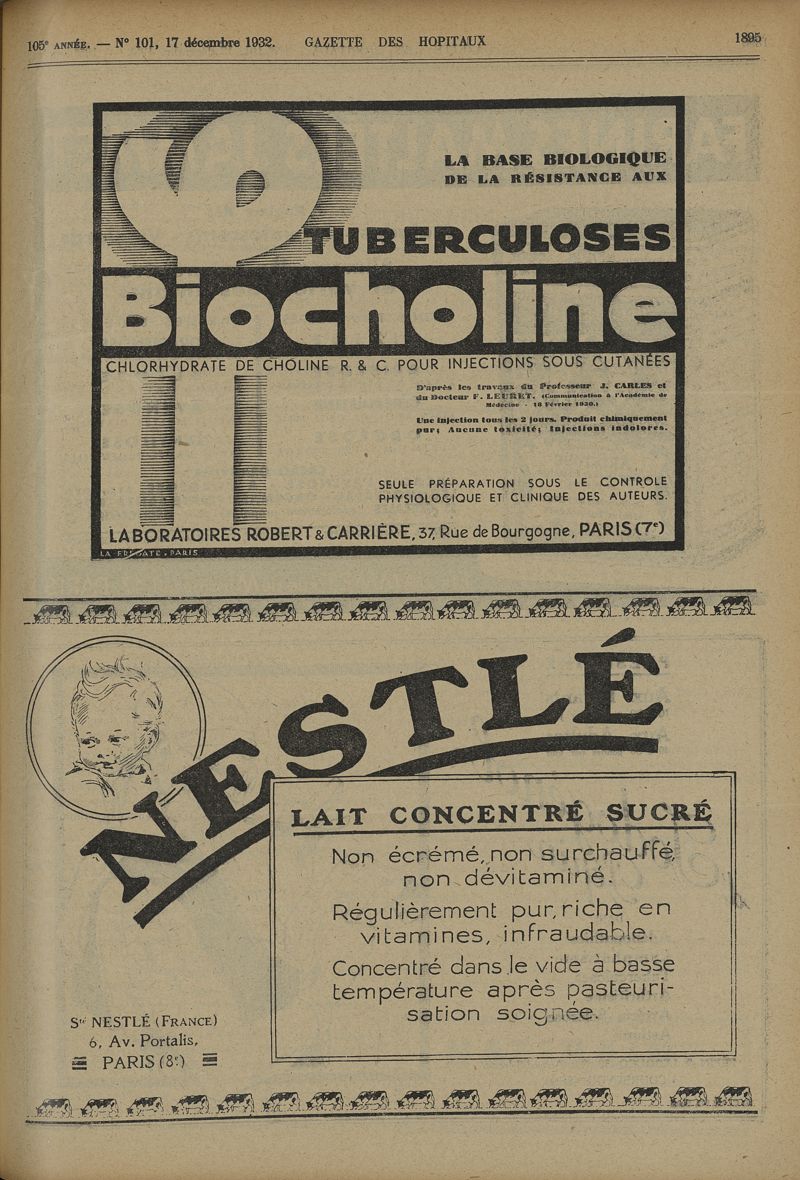 105e ANNÉE. — No 101, 17 décembre 1932. GAZETTE DES HOPITAUX 1895
LA BASE BIOLOGIQUE
DE LA RÉSISTANCE AUX
TUBERCULOSES
Biocholine
CHLORHYDRATE DE CHOLINE R. & C. POUR INJECTIONS SOUS CUTANÉES
D'après les travaux du Professeur J. CARLES et
du Docteur F. LEURET. (Communication à l'Académie de
Médecine - 18 Février 1930.)
Une injection tous les 2 jours. Produit chimiquement
pur; Aucune toxicité; Injections indolores.
SEULE PRÉPARATION SOUS LE CONTROLE
PHYSIOLOGIQUE ET CLINIQUE DES AUTEURS.
LABORATOIRES ROBERT & CARRIÈRE, 37, Rue de Bourgogne, PARIS (7e)
LA FRÉGATE. PARIS
NESTLÉ
LAIT CONCENTRÉ SUCRÉ
Non écrémé, non surchauffé,
non dévitaminé.
Régulièrement pur, riche en
vitamines, infraudable.
Concentré dans le vide à basse
température après pasteuri-
sation soignée.
Sté NESTLÉ (FRANCE)
6, Av. Portalis,
PARIS (8e)